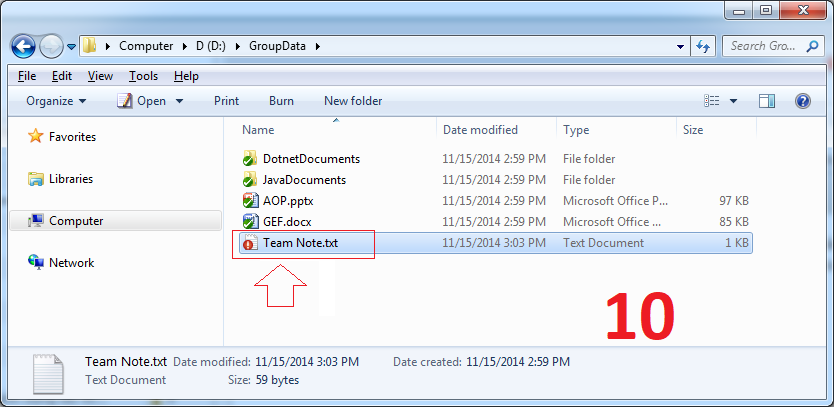 Computer D (D:) GroupData Search Gro...
File Edit View Tools Help
Organize Open Print Burn New folder
Name Date modified Type Size
Favorites
Libraries
Computer
Network
DotnetDocuments 11/15/2014 2:59 PM File folder
JavaDocuments 11/15/2014 2:59 PM File folder
AOP.pptx 11/15/2014 2:59 PM Microsoft Office P... 97 KB
GEF.docx 11/15/2014 2:59 PM Microsoft Office ... 85 KB
Team Note.txt 11/15/2014 3:03 PM Text Document 1 KB
10
Team Note.txt Date modified: 11/15/2014 3:03 PM Date created: 11/15/2014 2:59 PM
Text Document Size: 59 bytes